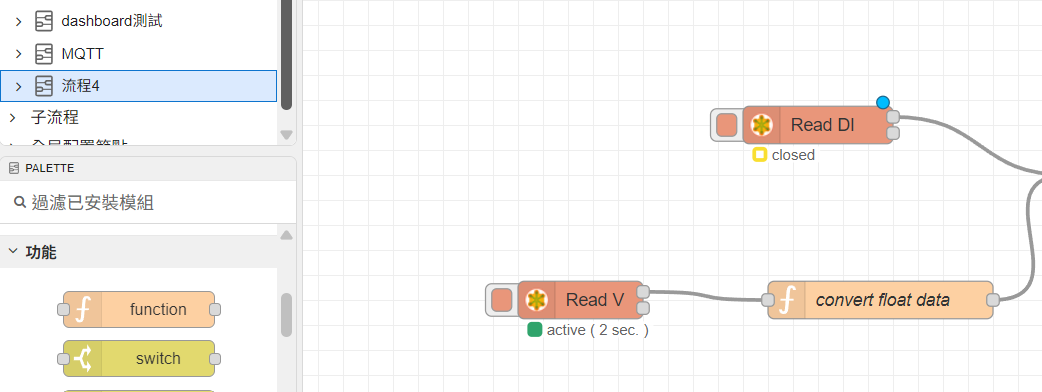 dashboard測試
MQTT
流程4
子流程
PALETTE
過濾已安裝模組
功能
function
switch
Read DI
closed
Read V
active ( 2 sec. )
convert float data